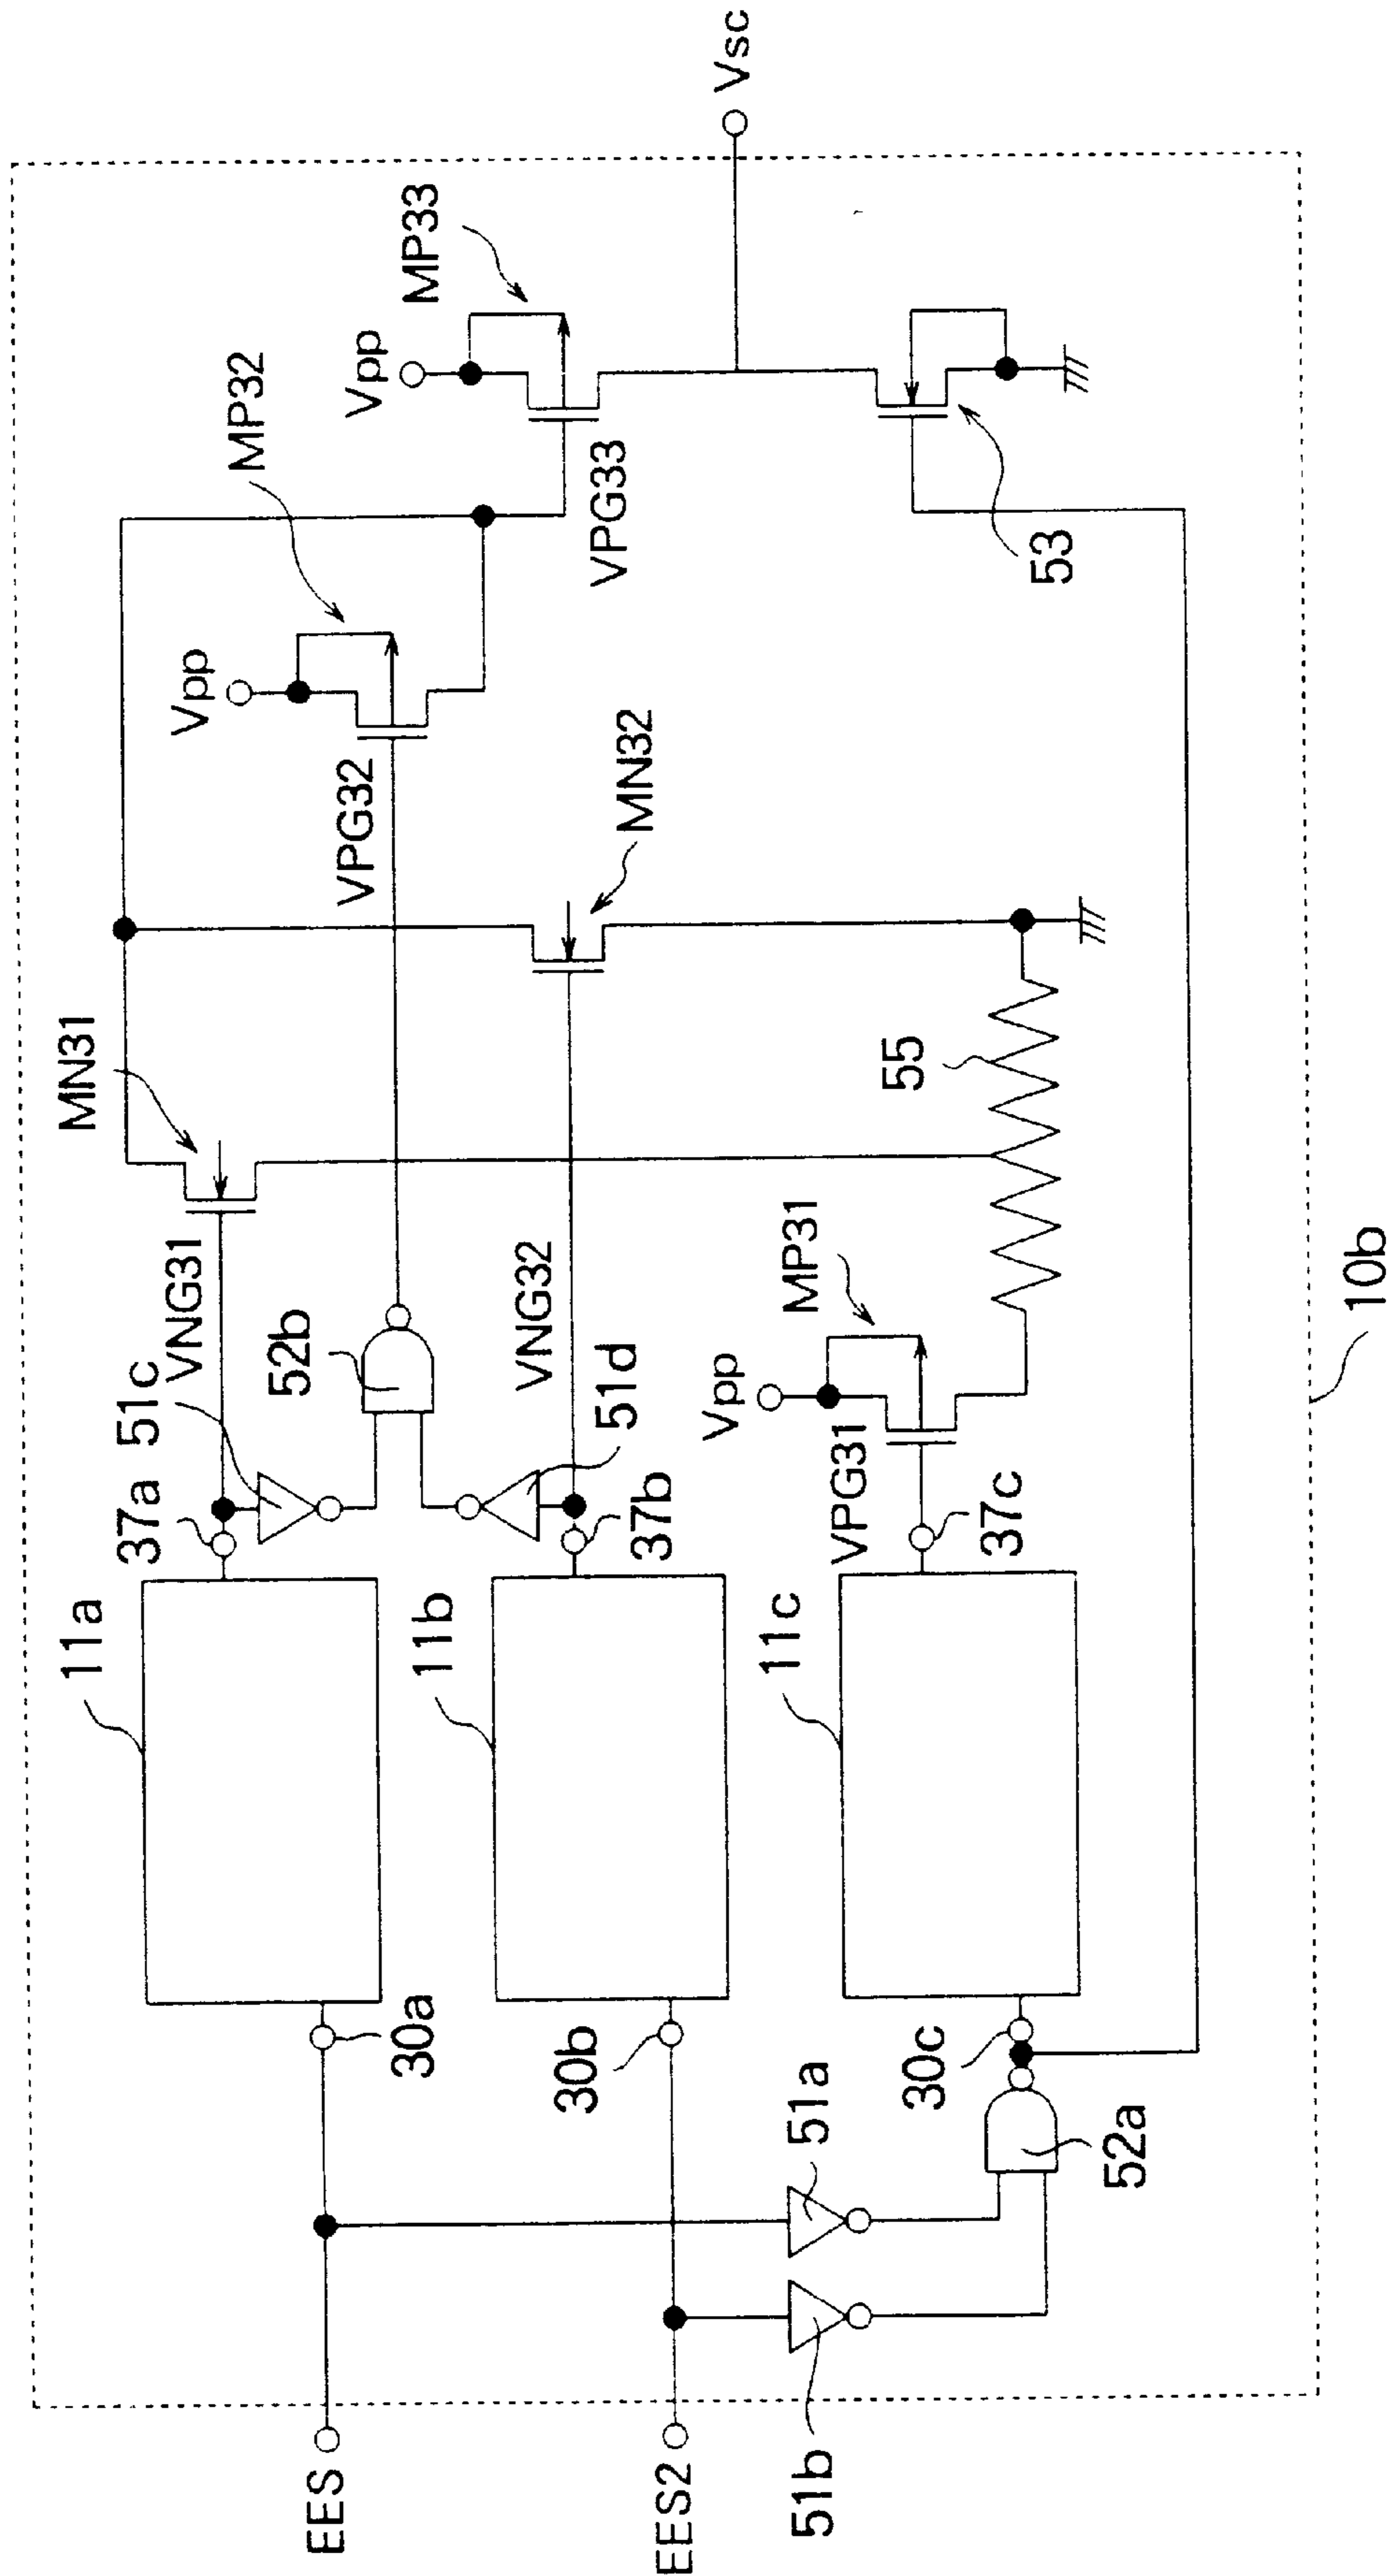 EES
EES2
51b
51a
52a
30a
30b
30c
11a
11b
11c
37a
37b
37c
51c
51d
VNG31
52b
VNG32
VPG31
Vpp
MP31
MN31
55
VPG32
MN32
Vpp
MP32
Vpp
MP33
VPG33
53
Vsc
10b